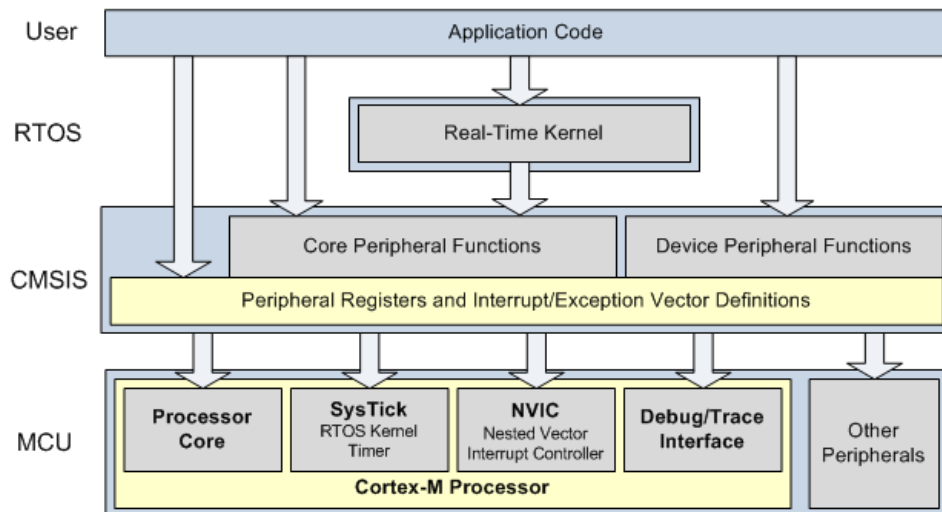 User
Application Code
RTOS
Real-Time Kernel
CMSIS
Core Peripheral Functions
Device Peripheral Functions
Peripheral Registers and Interrupt/Exception Vector Definitions
MCU
Processor
Core
SysTick
RTOS Kernel
Timer
NVIC
Nested Vector
Interrupt Controller
Debug/Trace
Interface
Other
Peripherals
Cortex-M Processor